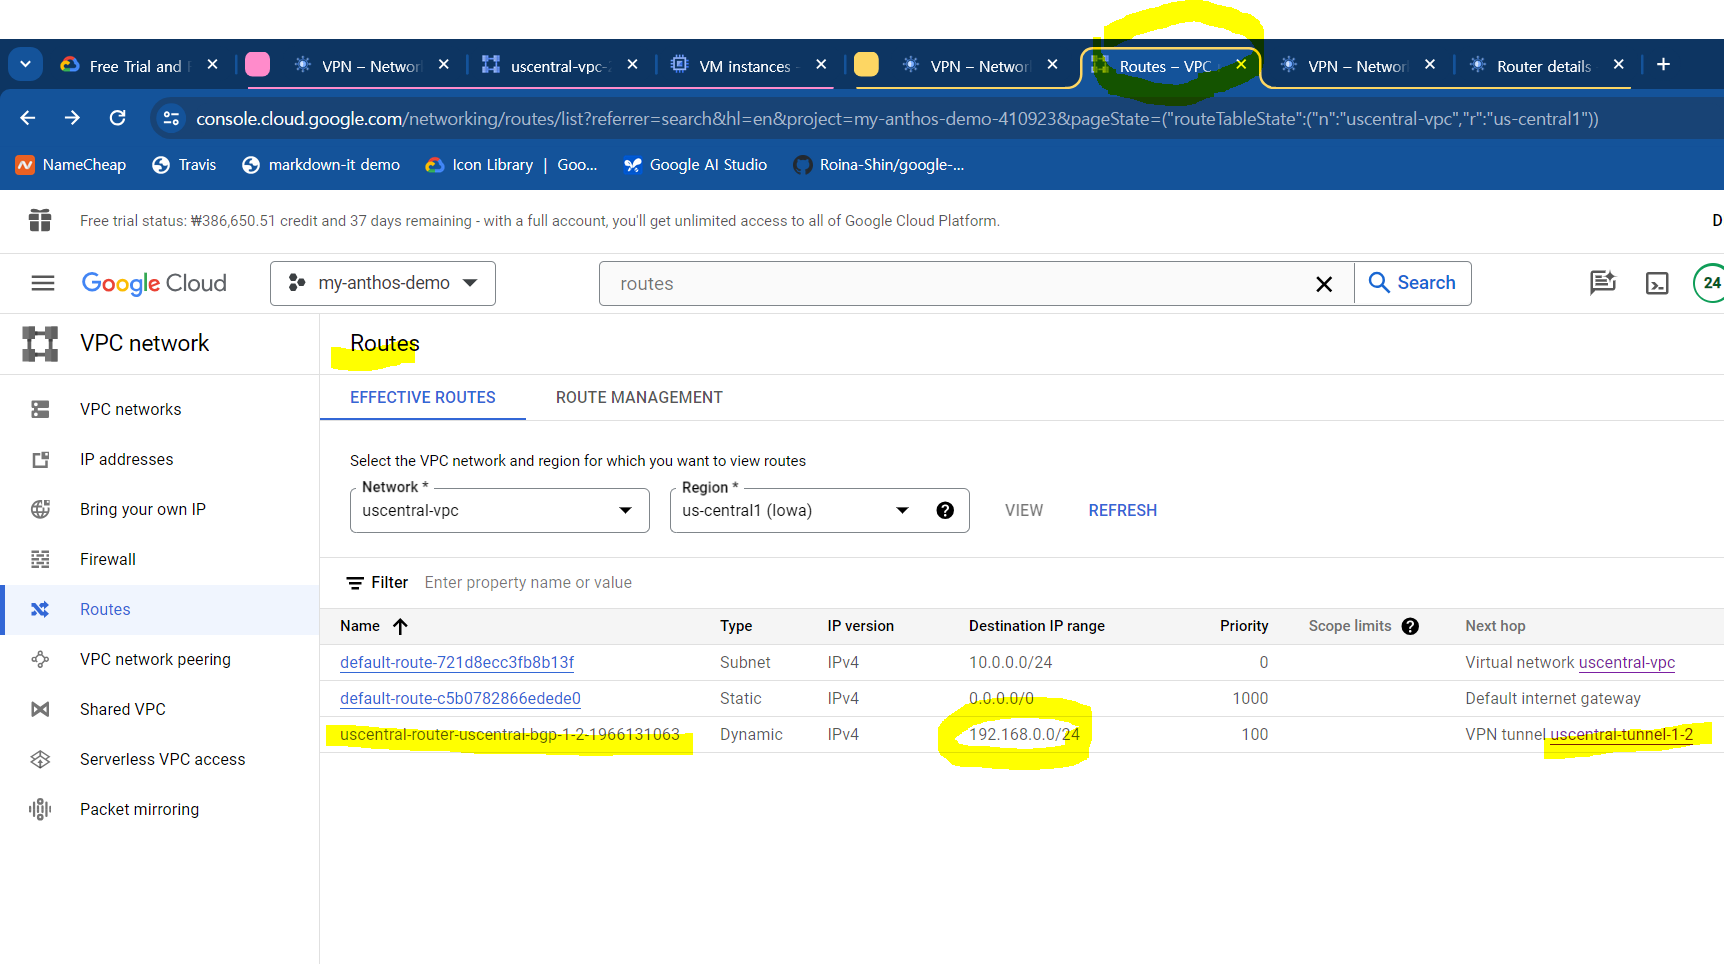 Free Trial and
VPN – Networ
uscentral-vpc-
VM instances -
VPN – Networ
Routes – VPC
VPN – Networ
Router details
console.cloud.google.com/networking/routes/list?referrer=search&hl=en&project=my-anthos-demo-410923&pageState=("routeTableState":("n":"uscentral-vpc","r":"us-central1"))
NameCheap
Travis
markdown-it demo
Icon Library | Goo...
Google AI Studio
Roina-Shin/google-...
Free trial status: ₩386,650.51 credit and 37 days remaining - with a full account, you'll get unlimited access to all of Google Cloud Platform.
D
Google Cloud
my-anthos-demo
routes
Search
24
VPC network
Routes
VPC networks
IP addresses
Bring your own IP
Firewall
Routes
VPC network peering
Shared VPC
Serverless VPC access
Packet mirroring
EFFECTIVE ROUTES
ROUTE MANAGEMENT
Select the VPC network and region for which you want to view routes
Network *
uscentral-vpc
Region *
us-central1 (Iowa)
VIEW
REFRESH
Filter Enter property name or value
Name Type IP version Destination IP range Priority Scope limits Next hop
default-route-721d8ecc3fb8b13f Subnet IPv4 10.0.0.0/24 0 Virtual network uscentral-vpc
default-route-c5b0782866edede0 Static IPv4 0.0.0.0/0 1000 Default internet gateway
uscentral-router-uscentral-bgp-1-2-1966131063 Dynamic IPv4 192.168.0.0/24 100 VPN tunnel uscentral-tunnel-1-2